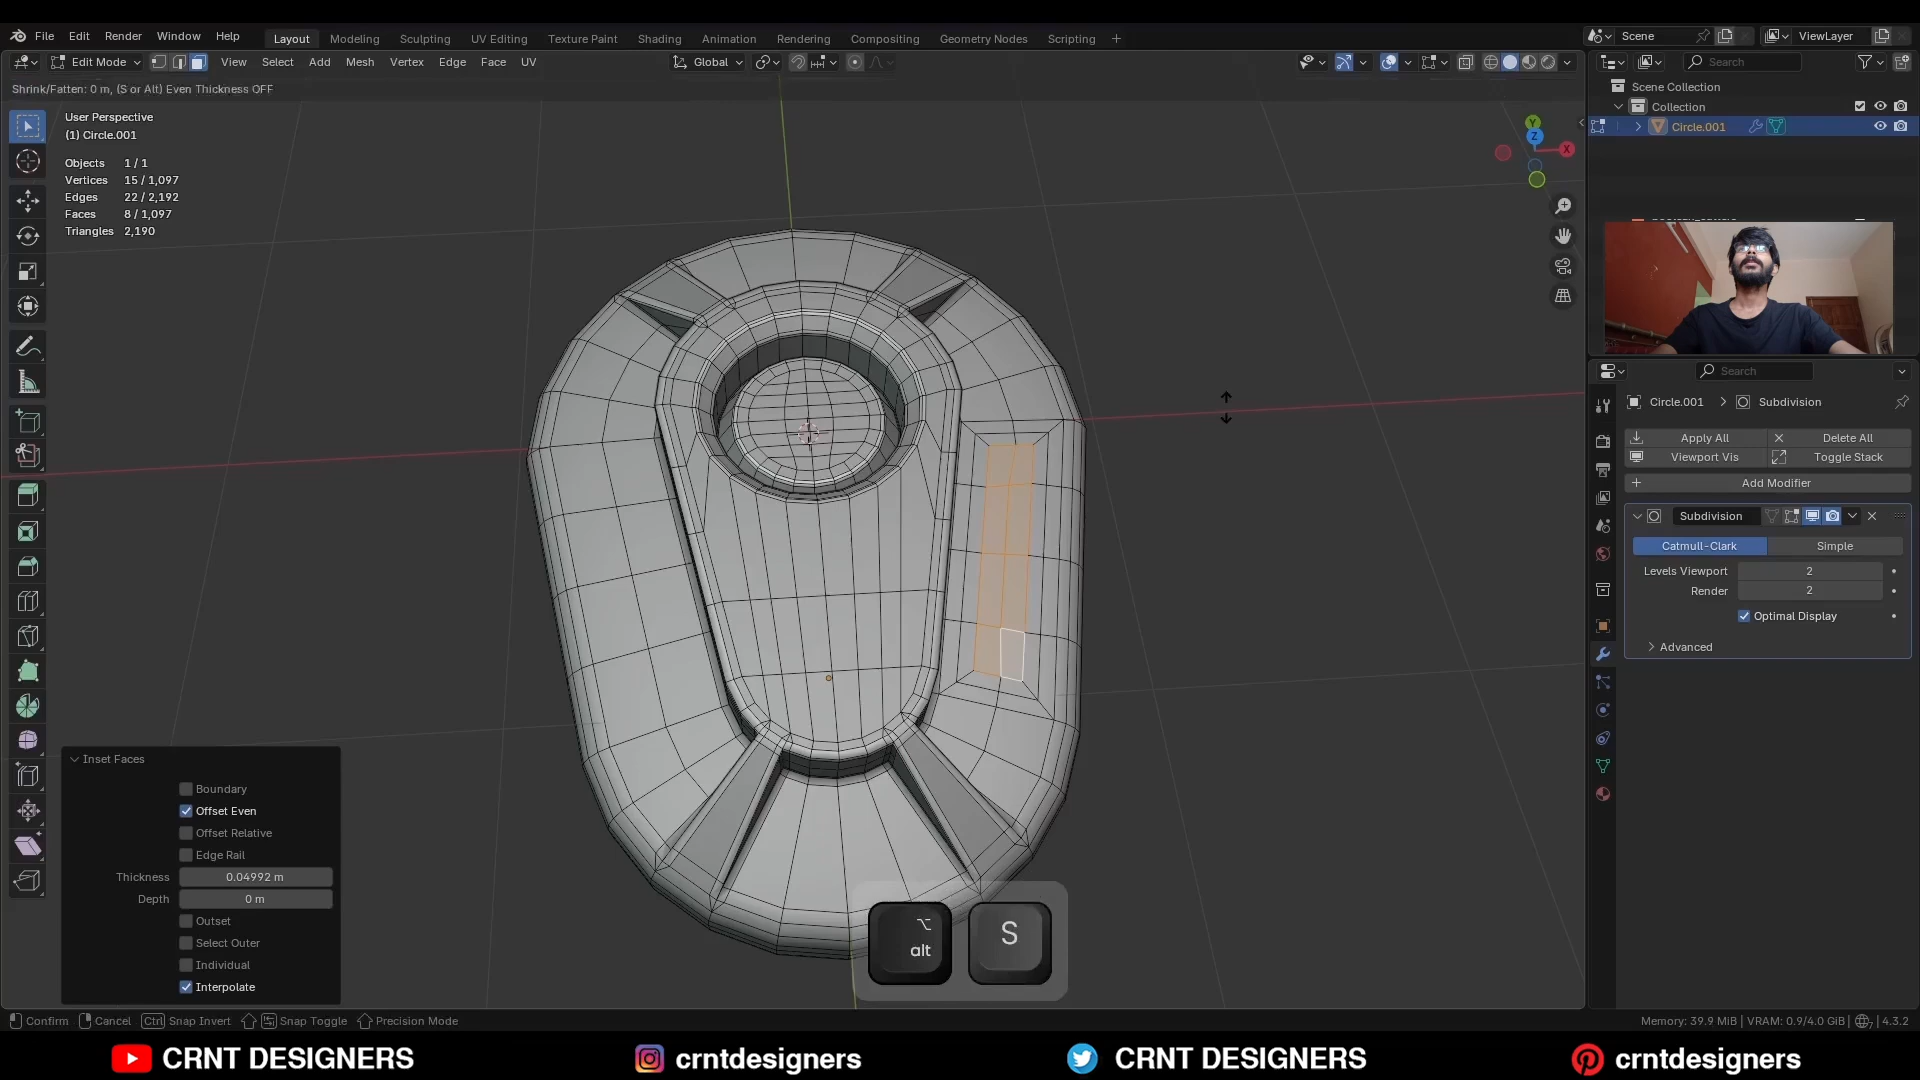 File Edit Render Window Help Layout Modeling Sculpting UV Editing Texture Paint Shading Animation Rendering Compositing Geometry Nodes Scripting + Scene ViewLayer
Edit Mode View Select Add Mesh Vertex Edge Face UV Global Search
Shrink/Fatten: 0 m, (S or Alt) Even Thickness OFF
User Perspective
(1) Circle.001
Objects 1 / 1
Vertices 15 / 1,097
Edges 22 / 2,192
Faces 8 / 1,097
Triangles 2,190
Y
Z
X
Scene Collection
Collection
Circle.001
Search
Circle.001 > Subdivision
Apply All Delete All
Viewport Vis Toggle Stack
Add Modifier
Subdivision
Catmull-Clark Simple
Levels Viewport 2
Render 2
Optimal Display
Advanced
Inset Faces
Boundary
Offset Even
Offset Relative
Edge Rail
Thickness 0.04992 m
Depth 0 m
Outset
Select Outer
Individual
Interpolate
alt
S
Confirm Cancel Ctrl Snap Invert Snap Toggle Precision Mode
Memory: 39.9 MiB | VRAM: 0.9/4.0 GiB | 7 | 4.3.2
CRNT DESIGNERS crntdesigners CRNT DESIGNERS crntdesigners